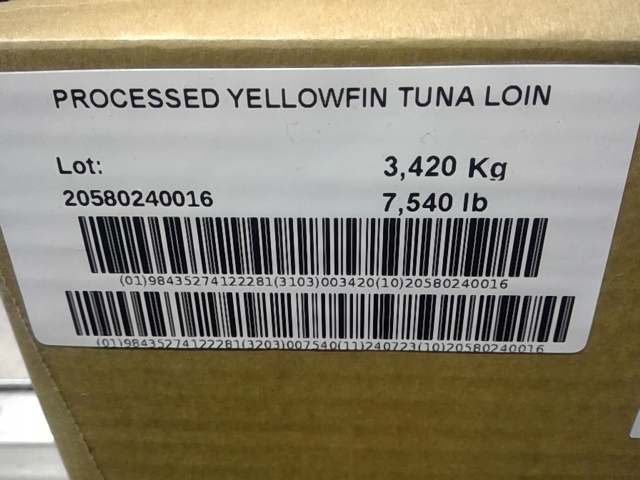 PROCESSED YELLOWFIN TUNA LOIN
Lot:
3,420 Kg
20580240016
7,540 lb
(01)98435274122281(3103)003420(10)20580240016
(01)98435274122281(3203)007540(11)240723(10)20580240016